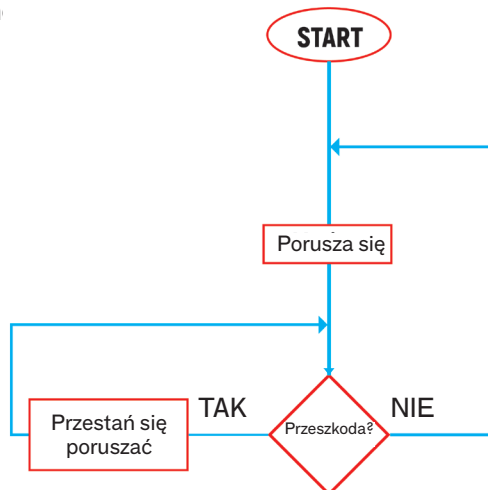 START
Porusza się
TAK
Przeszkoda?
NIE
Przestań się
poruszać